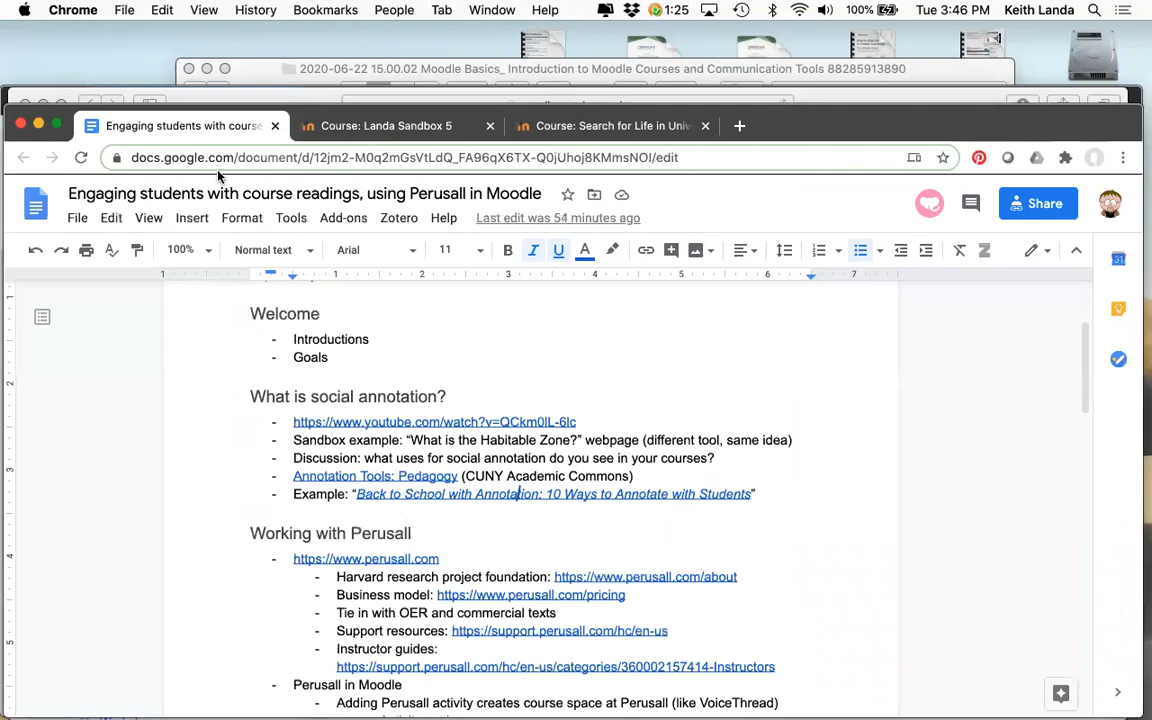 Chrome File Edit View History Bookmarks People Tab Window Help 1:25 100% Tue 3:46 PM Keith Landa
2020-06-22 15.00.02 Moodle Basics_ Introduction to Moodle Courses and Communication Tools 88285913890
Engaging students with course Course: Landa Sandbox 5 Course: Search for Life in Univ
docs.google.com/document/d/12jm2-M0q2mGsVtLdQ_FA96qX6TX-Q0jUhoj8KMmsNOI/edit
Engaging students with course readings, using Perusall in Moodle
Share
File Edit View Insert Format Tools Add-ons Zotero Help Last edit was 54 minutes ago
100% Normal text Arial 11 B I U A
1 1 2 3 4 5 6 7
Welcome
- Introductions
- Goals
What is social annotation?
- https://www.youtube.com/watch?v=QCkm0lL-6lc
- Sandbox example: “What is the Habitable Zone?” webpage (different tool, same idea)
- Discussion: what uses for social annotation do you see in your courses?
- Annotation Tools: Pedagogy (CUNY Academic Commons)
- Example: “Back to School with Annotation: 10 Ways to Annotate with Students”
Working with Perusall
- https://www.perusall.com
- Harvard research project foundation: https://www.perusall.com/about
- Business model: https://www.perusall.com/pricing
- Tie in with OER and commercial texts
- Support resources: https://support.perusall.com/hc/en-us
- Instructor guides:
https://support.perusall.com/hc/en-us/categories/360002157414-Instructors
- Perusall in Moodle
- Adding Perusall activity creates course space at Perusall (like VoiceThread)